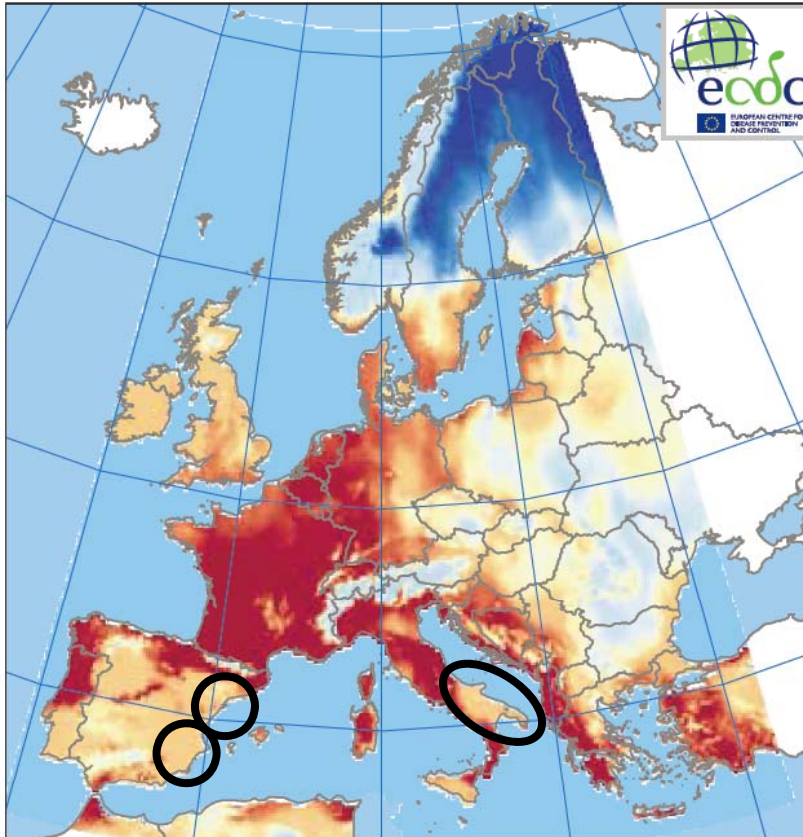 ecdc
EUROPEAN CENTRE FOR
DISEASE PREVENTION
AND CONTROL